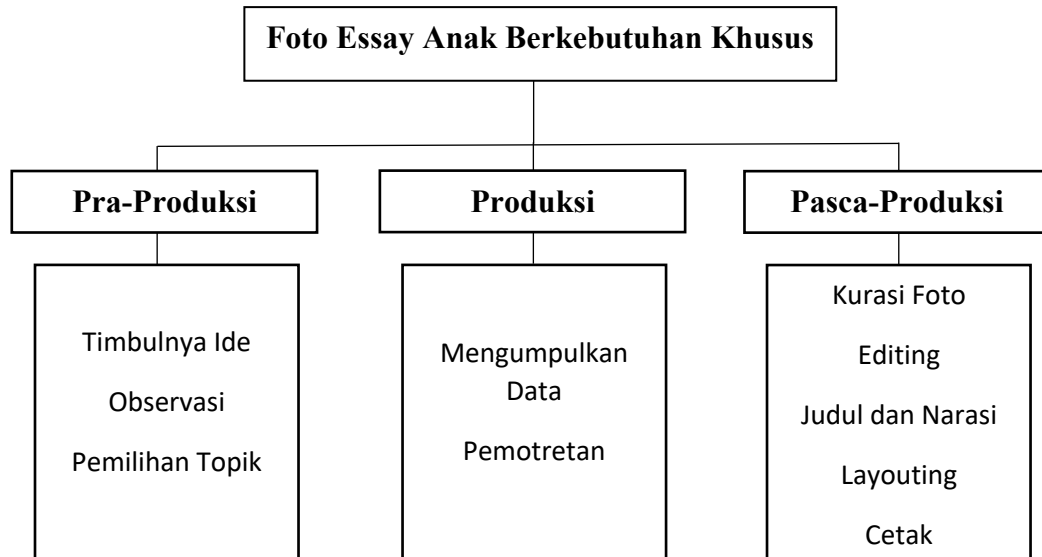 Foto Essay Anak Berkebutuhan Khusus
Pra-Produksi
Produksi
Pasca-Produksi
Timbulnya Ide
Observasi
Pemilihan Topik
Mengumpulkan
Data
Pemotretan
Kurasi Foto
Editing
Judul dan Narasi
Layouting
Cetak